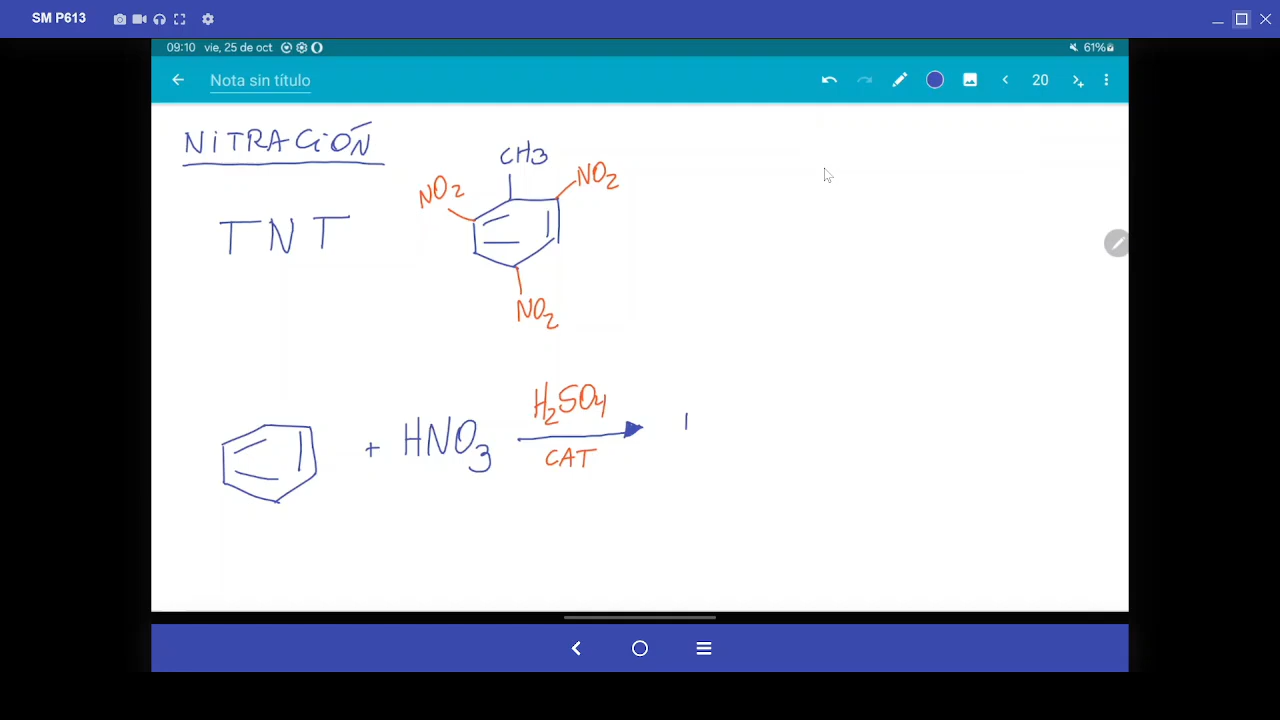 SM P613
09:10 vie, 25 de oct 61%
Nota sin título 20
NITRACIÓN
CH3
NO2 NO2
TNT
NO2
H2SO4
+ HNO3
CAT